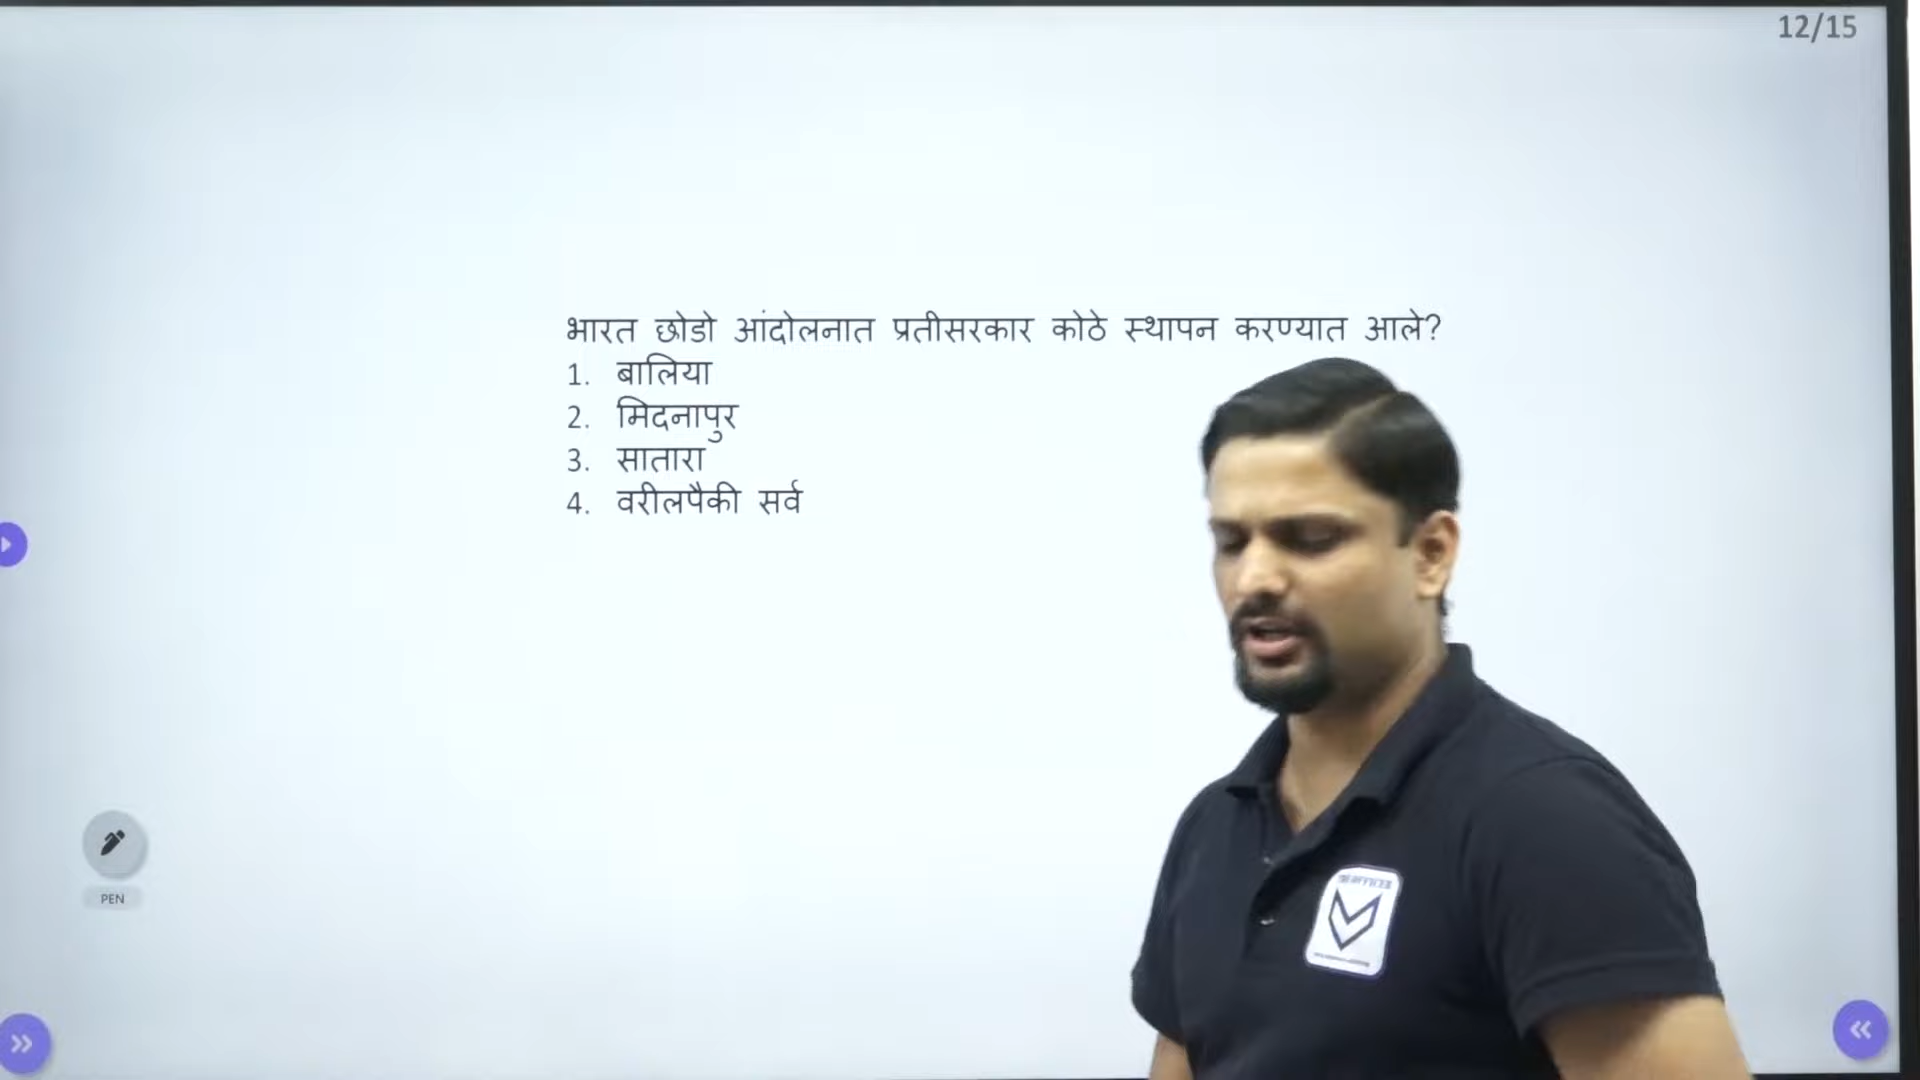 12/15
भारत छोडो आंदोलनात प्रतीसरकार कोठे स्थापन करण्यात आले?
1. बालिया
2. मिदनापुर
3. सातारा
4. वरीलपैकी सर्व
PEN